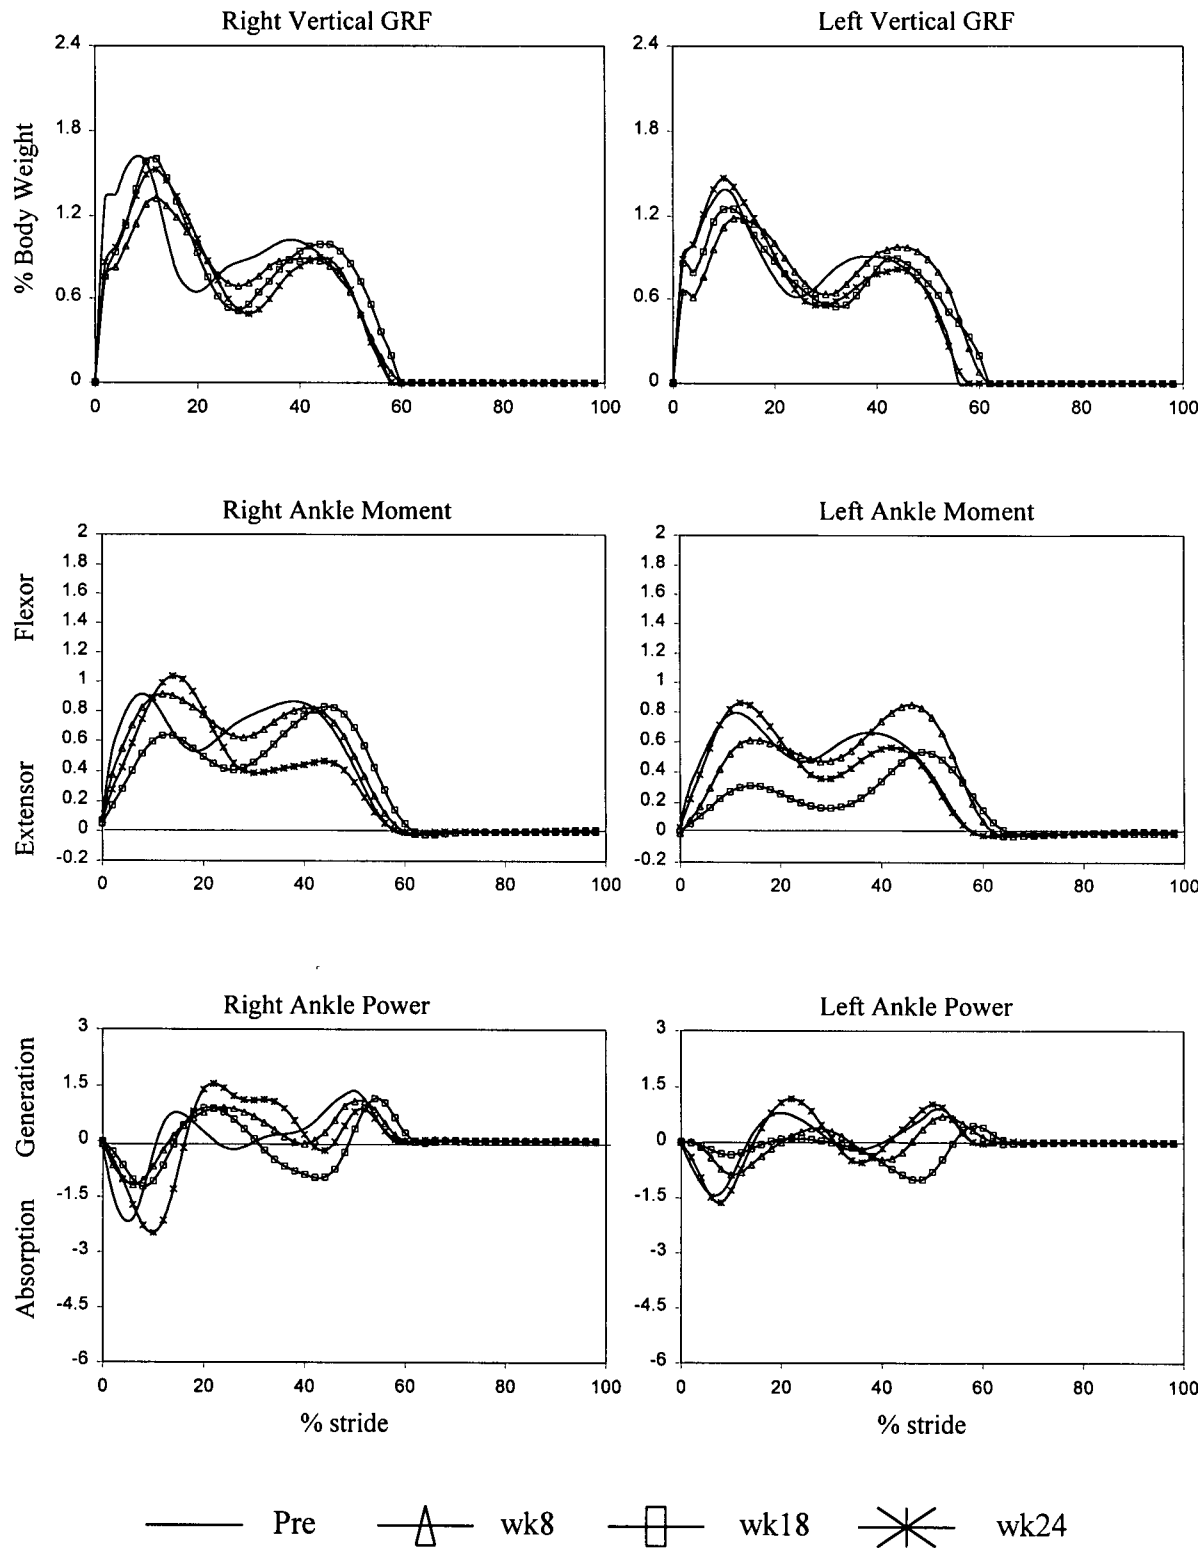 Right Vertical GRF
Left Vertical GRF
% Body Weight
2.4
1.8
1.2
0.6
0
0 20 40 60 80 100
2.4
1.8
1.2
0.6
0
0 20 40 60 80 100
Right Ankle Moment
Left Ankle Moment
Flexor
Extensor
2
1.8
1.6
1.4
1.2
1
0.8
0.6
0.4
0.2
0
-0.2
0 20 40 60 80 100
2
1.8
1.6
1.4
1.2
1
0.8
0.6
0.4
0.2
0
-0.2
0 20 40 60 80 100
Right Ankle Power
Left Ankle Power
Generation
Absorption
3
1.5
0
-1.5
-3
-4.5
-6
0 20 40 60 80 100
% stride
3
1.5
0
-1.5
-3
-4.5
-6
0 20 40 60 80 100
% stride
Pre wk8 wk18 wk24